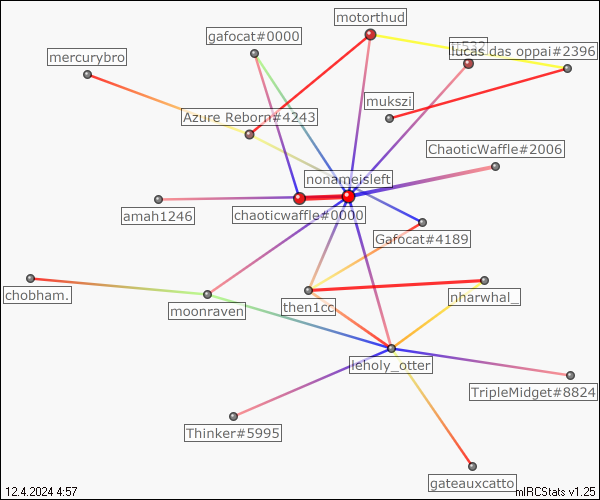 motorthud
gafocat#0000
lucas das oppai#2396
mercurybro
mukszi
Azure Reborn#4243
ChaoticWaffle#2006
nonameisleft
amah1246
chaoticwaffle#0000
Gafocat#4189
chobham.
moonraven
then1cc
nharwhal_
leholy_otter
TripleMidget#8824
Thinker#5995
gateauxcatto
12.4.2024 4:57
mIRCStats v1.25